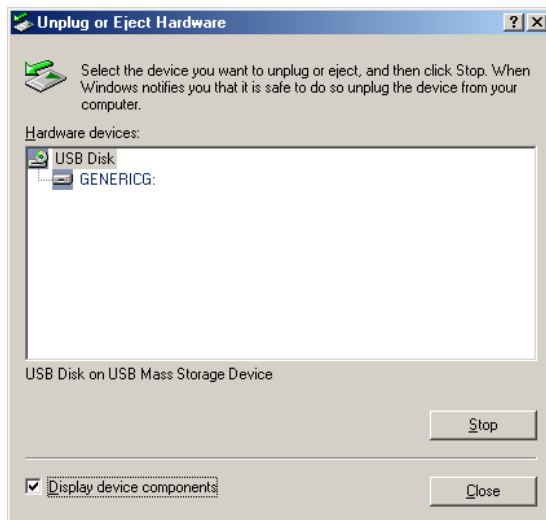 Unplug or Eject Hardware
Select the device you want to unplug or eject, and then click Stop. When
Windows notifies you that it is safe to do so unplug the device from your
computer.
Hardware devices:
USB Disk
GENERICG:
USB Disk on USB Mass Storage Device
Stop
Display device components
Close